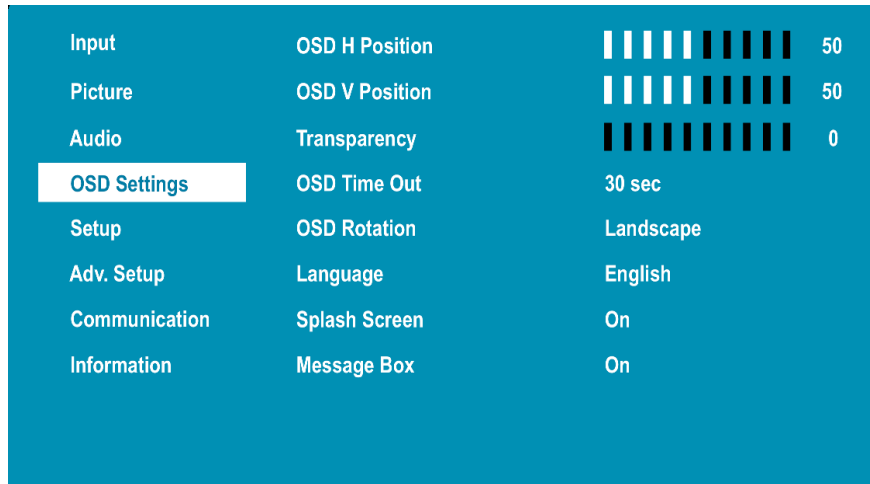 Input OSD H Position 50
Picture OSD V Position 50
Audio Transparency 0
OSD Settings OSD Time Out 30 sec
Setup OSD Rotation Landscape
Adv. Setup Language English
Communication Splash Screen On
Information Message Box On